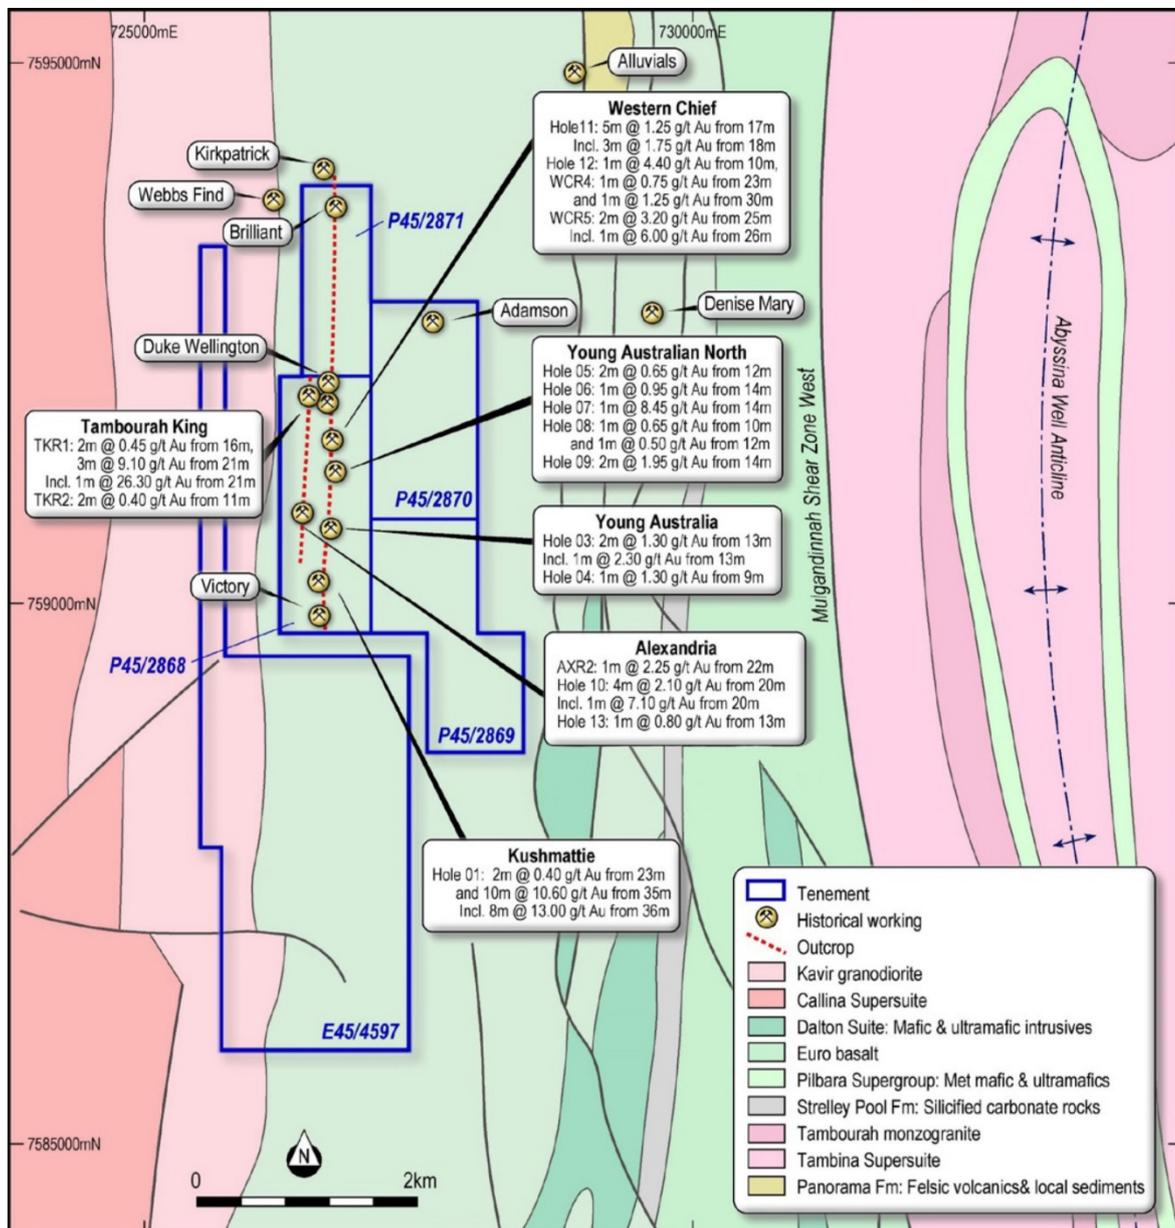 725000mE
730000mE
7595000mN
Alluvials
Western Chief
Hole11: 5m @ 1.25 g/t Au from 17m
Incl. 3m @ 1.75 g/t Au from 18m
Hole 12: 1m @ 4.40 g/t Au from 10m,
WCR4: 1m @ 0.75 g/t Au from 23m
and 1m @ 1.25 g/t Au from 30m
WCR5: 2m @ 3.20 g/t Au from 25m
Incl. 1m @ 6.00 g/t Au from 26m
Kirkpatrick
Webbs Find
Brilliant
P45/2871
Adamson
Denise Mary
Duke Wellington
Young Australian North
Hole 05: 2m @ 0.65 g/t Au from 12m
Hole 06: 1m @ 0.95 g/t Au from 14m
Hole 07: 1m @ 8.45 g/t Au from 14m
Hole 08: 1m @ 0.65 g/t Au from 10m
and 1m @ 0.50 g/t Au from 12m
Hole 09: 2m @ 1.95 g/t Au from 14m
Abyssina Well Anticline
Mulgandinnah Shear Zone West
Tambourah King
TKR1: 2m @ 0.45 g/t Au from 16m,
3m @ 9.10 g/t Au from 21m
Incl. 1m @ 26.30 g/t Au from 21m
TKR2: 2m @ 0.40 g/t Au from 11m
P45/2870
Young Australia
Hole 03: 2m @ 1.30 g/t Au from 13m
Incl. 1m @ 2.30 g/t Au from 13m
Hole 04: 1m @ 1.30 g/t Au from 9m
Victory
759000mN
P45/2868
Alexandria
AXR2: 1m @ 2.25 g/t Au from 22m
Hole 10: 4m @ 2.10 g/t Au from 20m
Incl. 1m @ 7.10 g/t Au from 20m
Hole 13: 1m @ 0.80 g/t Au from 13m
P45/2869
Kushmattie
Hole 01: 2m @ 0.40 g/t Au from 23m
and 10m @ 10.60 g/t Au from 35m
Incl. 8m @ 13.00 g/t Au from 36m
E45/4597
Tenement
Historical working
Outcrop
Kavir granodiorite
Callina Supersuite
Dalton Suite: Mafic & ultramafic intrusives
Euro basalt
Pilbara Supergroup: Met mafic & ultramafics
Strelley Pool Fm: Silicified carbonate rocks
Tambourah monzogranite
Tambina Supersuite
Panorama Fm: Felsic volcanics& local sediments
7585000mN
N
0 2km